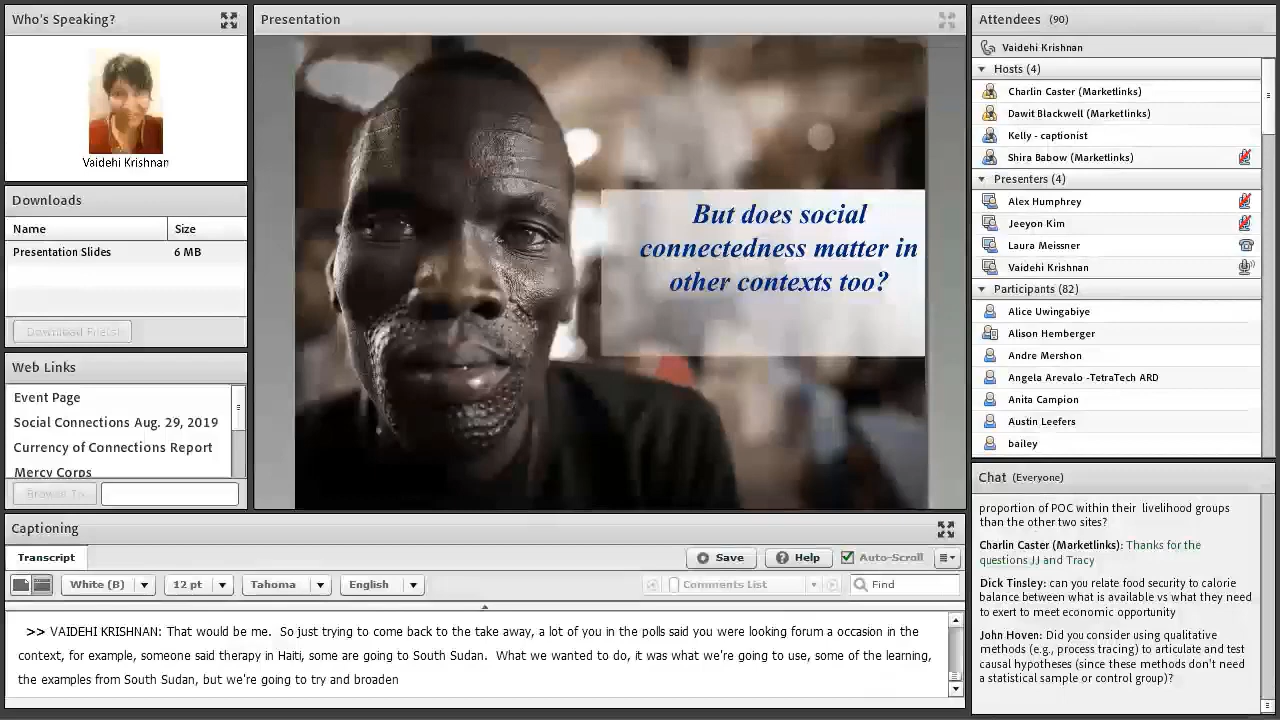 Who's Speaking?
Vaidehi Krishnan
Downloads
Name Size
Presentation Slides 6 MB
Download File(s)
Web Links
Event Page
Social Connections Aug. 29, 2019
Currency of Connections Report
Mercy Corps
Browse To
Presentation
But does social
connectedness matter in
other contexts too?
Captioning
Transcript
Save
Help
Auto-Scroll
White (B)
12 pt
Tahoma
English
Comments List
Find
>> VAIDEHI KRISHNAN: That would be me. So just trying to come back to the take away, a lot of you in the polls said you were looking forum a occasion in the
context, for example, someone said therapy in Haiti, some are going to South Sudan. What we wanted to do, it was what we're going to use, some of the learning,
the examples from South Sudan, but we're going to try and broaden
Attendees (90)
Vaidehi Krishnan
Hosts (4)
Charlin Caster (Marketlinks)
Dawit Blackwell (Marketlinks)
Kelly - captionist
Shira Babow (Marketlinks)
Presenters (4)
Alex Humphrey
Jeeyon Kim
Laura Meissner
Vaidehi Krishnan
Participants (82)
Alice Uwingabiye
Alison Hemberger
Andre Mershon
Angela Arevalo -TetraTech ARD
Anita Campion
Austin Leefers
bailey
Chat (Everyone)
proportion of POC within their livelihood groups
than the other two sites?
Charlin Caster (Marketlinks): Thanks for the
questions JJ and Tracy
Dick Tinsley: can you relate food security to calorie
balance between what is available vs what they need
to exert to meet economic opportunity
John Hoven: Did you consider using qualitative
methods (e.g., process tracing) to articulate and test
causal hypotheses (since these methods don't need
a statistical sample or control group)?